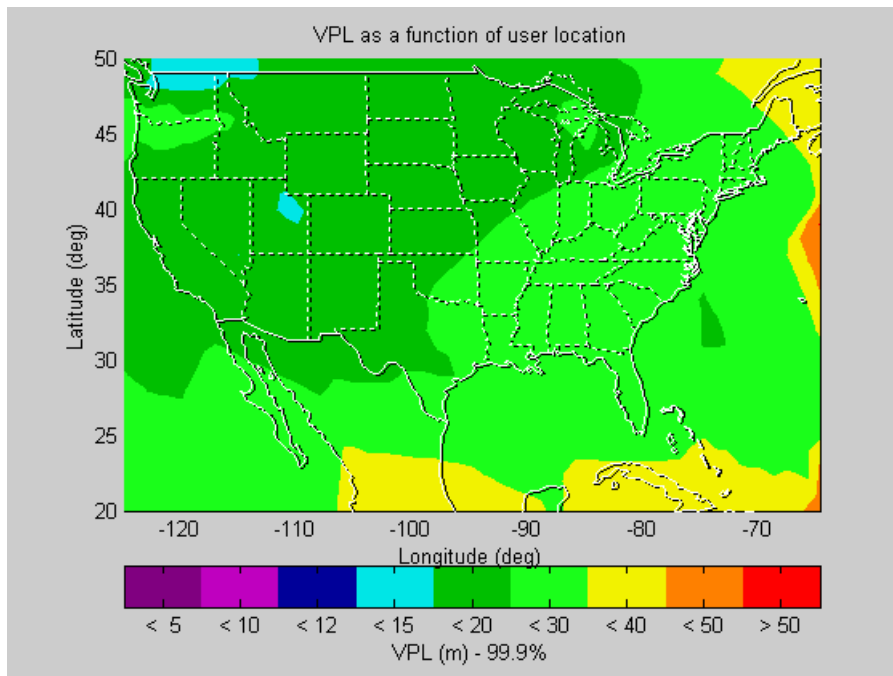 VPL as a function of user location
50
45
40
35
30
25
20
Latitude (deg)
-120 -110 -100 -90 -80 -70
Longitude (deg)
< 5 < 10 < 12 < 15 < 20 < 30 < 40 < 50 > 50
VPL (m) - 99.9%